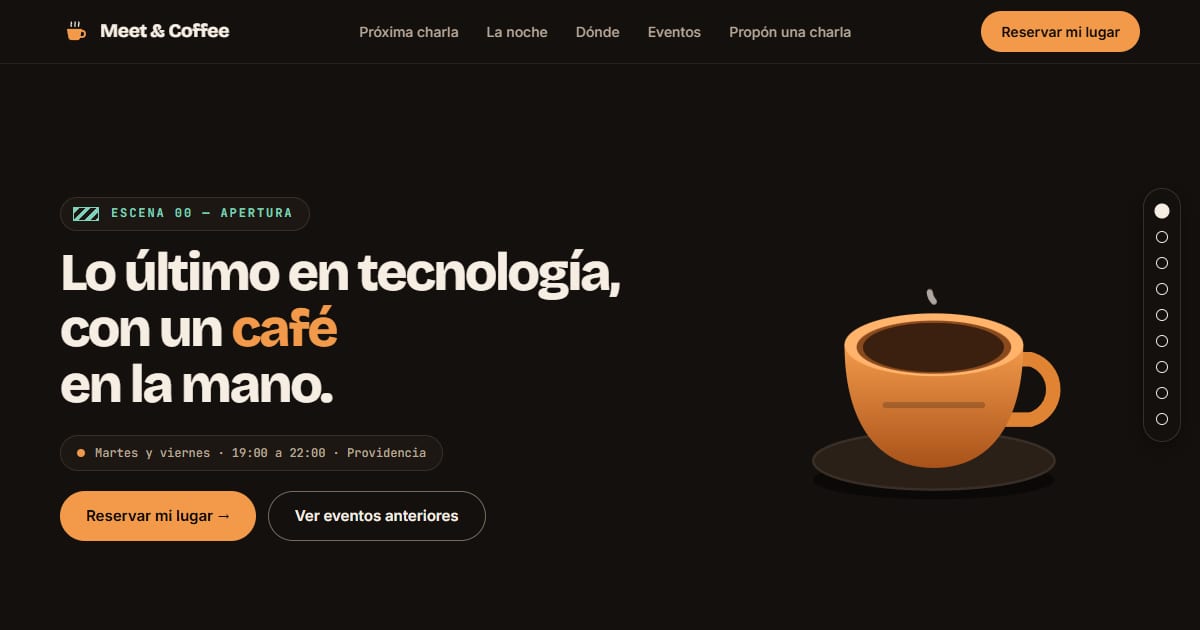 Meet & Coffee
Próxima charla
La noche
Dónde
Eventos
Propón una charla
Reservar mi lugar
ESCENA 00 — APERTURA
Lo último en tecnología,
con un café
en la mano.
Martes y viernes · 19:00 a 22:00 · Providencia
Reservar mi lugar →
Ver eventos anteriores